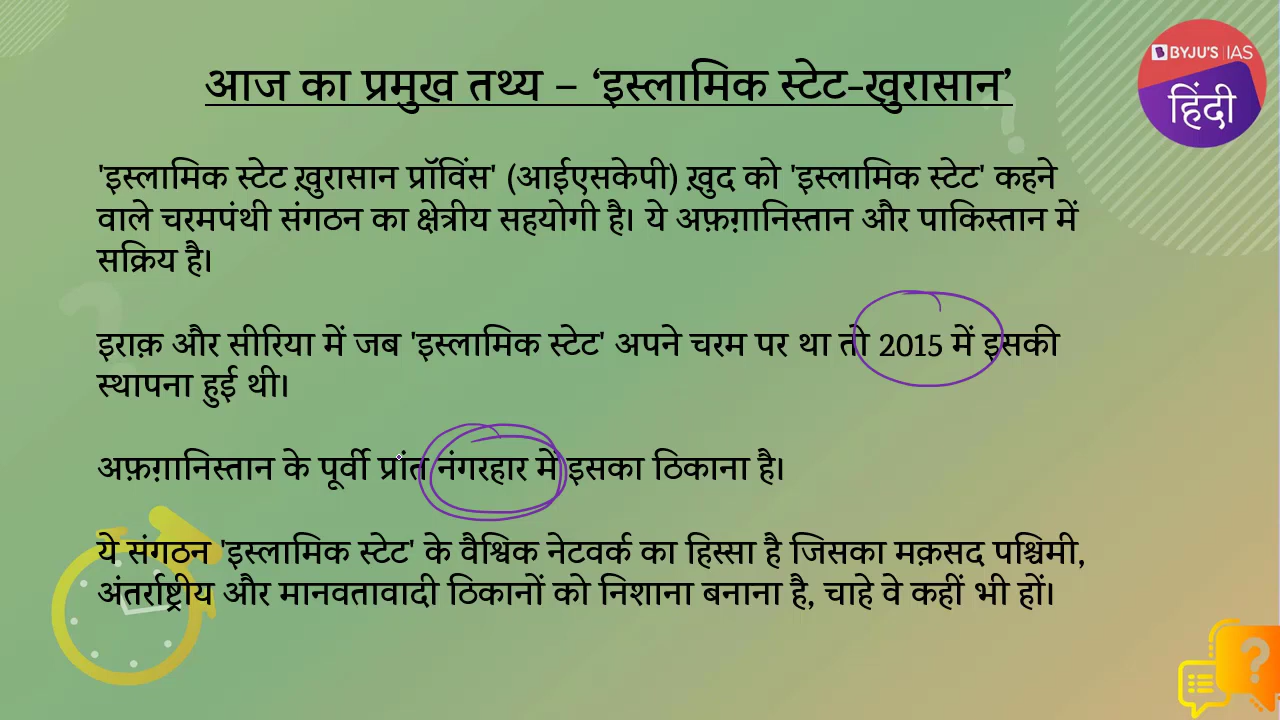 BYJU'S IAS
हिंदी
आज का प्रमुख तथ्य – ‘इस्लामिक स्टेट-खुरासान’
'इस्लामिक स्टेट ख़ुरासान प्रॉविंस' (आईएसकेपी) ख़ुद को 'इस्लामिक स्टेट' कहने
वाले चरमपंथी संगठन का क्षेत्रीय सहयोगी है। ये अफ़ग़ानिस्तान और पाकिस्तान में
सक्रिय है।
इराक़ और सीरिया में जब 'इस्लामिक स्टेट' अपने चरम पर था तो 2015 में इसकी
स्थापना हुई थी।
अफ़ग़ानिस्तान के पूर्वी प्रांत नंगरहार में इसका ठिकाना है।
ये संगठन 'इस्लामिक स्टेट' के वैश्विक नेटवर्क का हिस्सा है जिसका मक़सद पश्चिमी,
अंतर्राष्ट्रीय और मानवतावादी ठिकानों को निशाना बनाना है, चाहे वे कहीं भी हों।